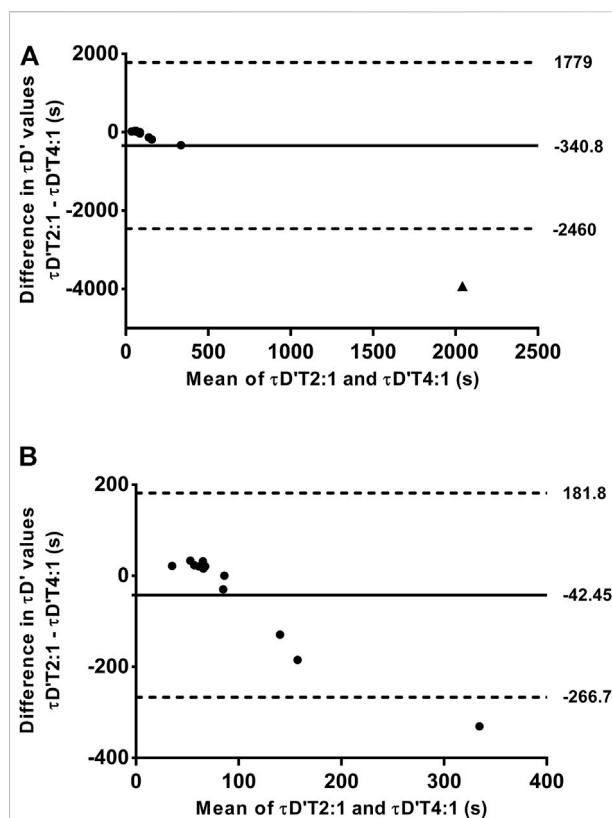 A
Difference in τD' values
τD'T2:1 - τD'T4:1 (s)
2000
0
-2000
-4000
1779
-340.8
-2460
0 500 1000 1500 2000 2500
Mean of τD'T2:1 and τD'T4:1 (s)
B
Difference in τD' values
τD'T2:1 - τD'T4:1 (s)
200
0
-200
-400
181.8
-42.45
-266.7
0 100 200 300 400
Mean of τD'T2:1 and τD'T4:1 (s)